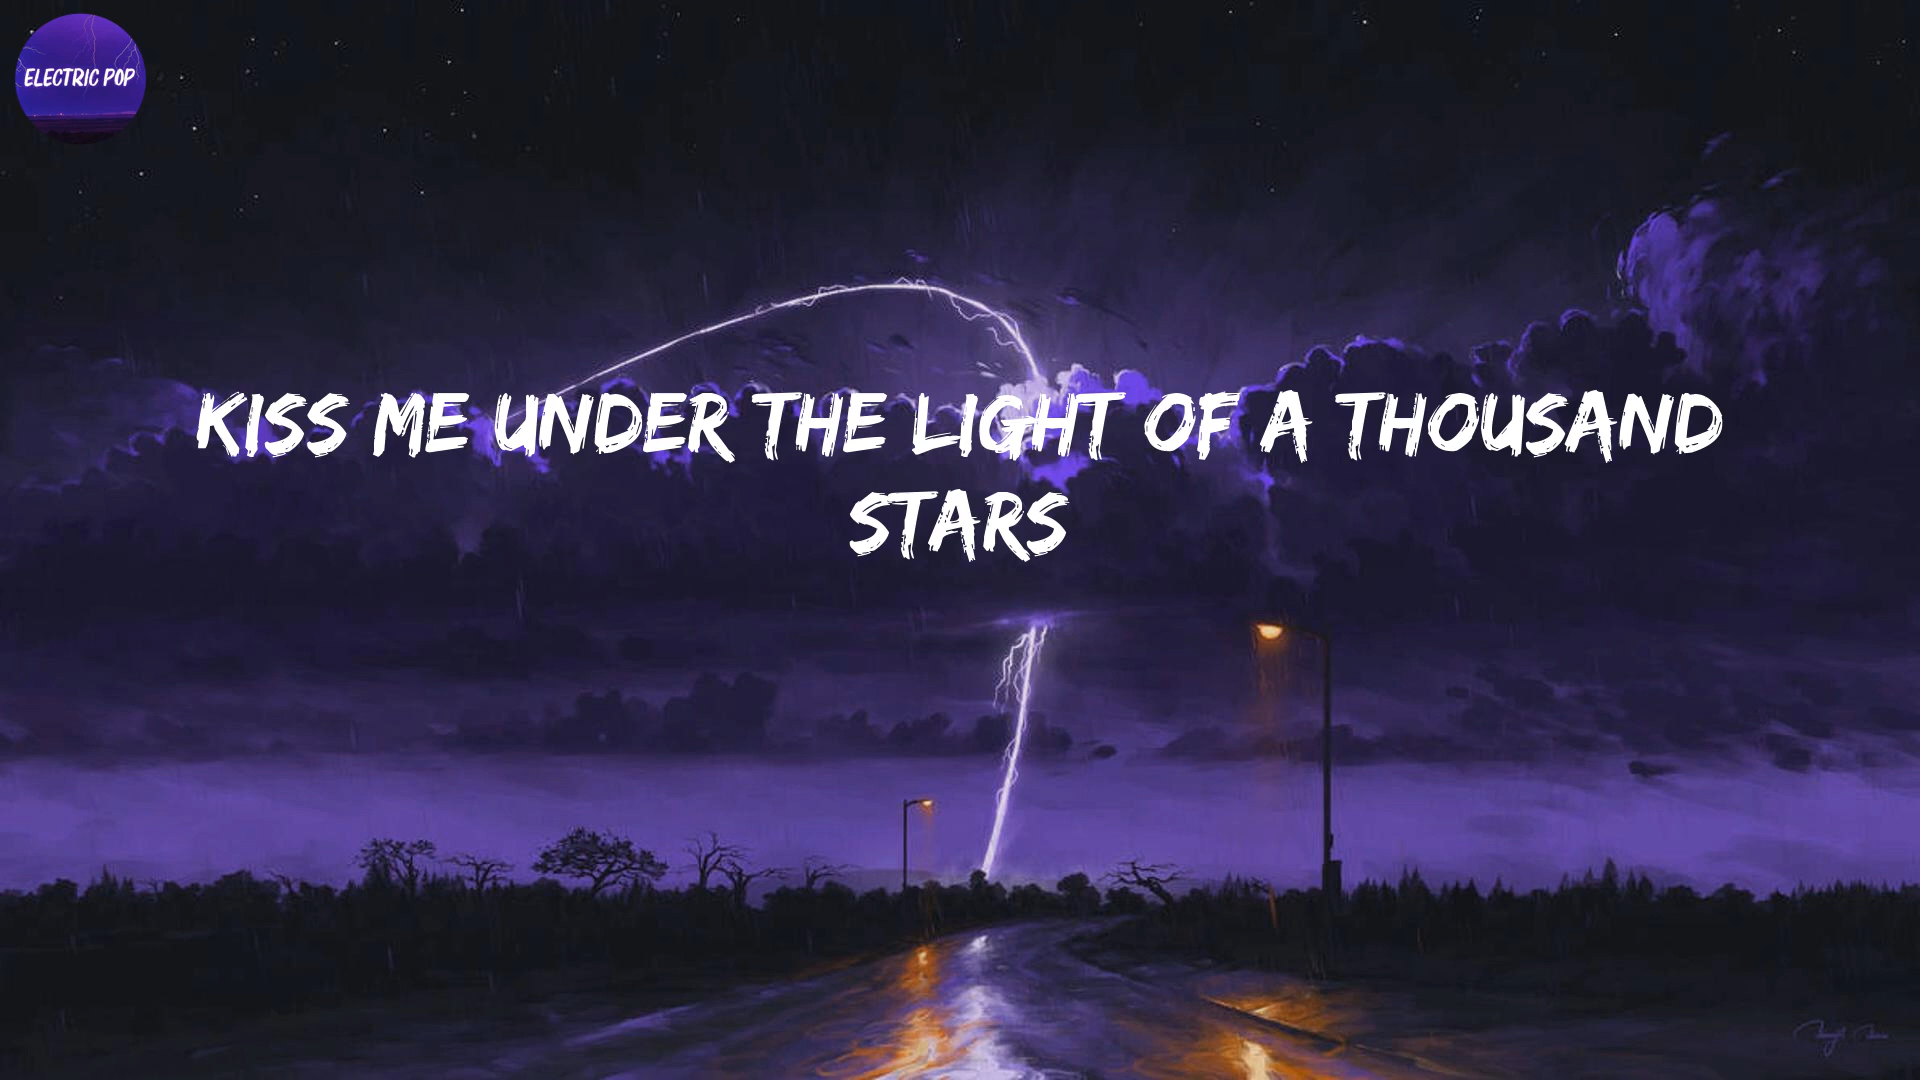 ELECTRIC POP
KISS ME UNDER THE LIGHT OF A THOUSAND
STARS